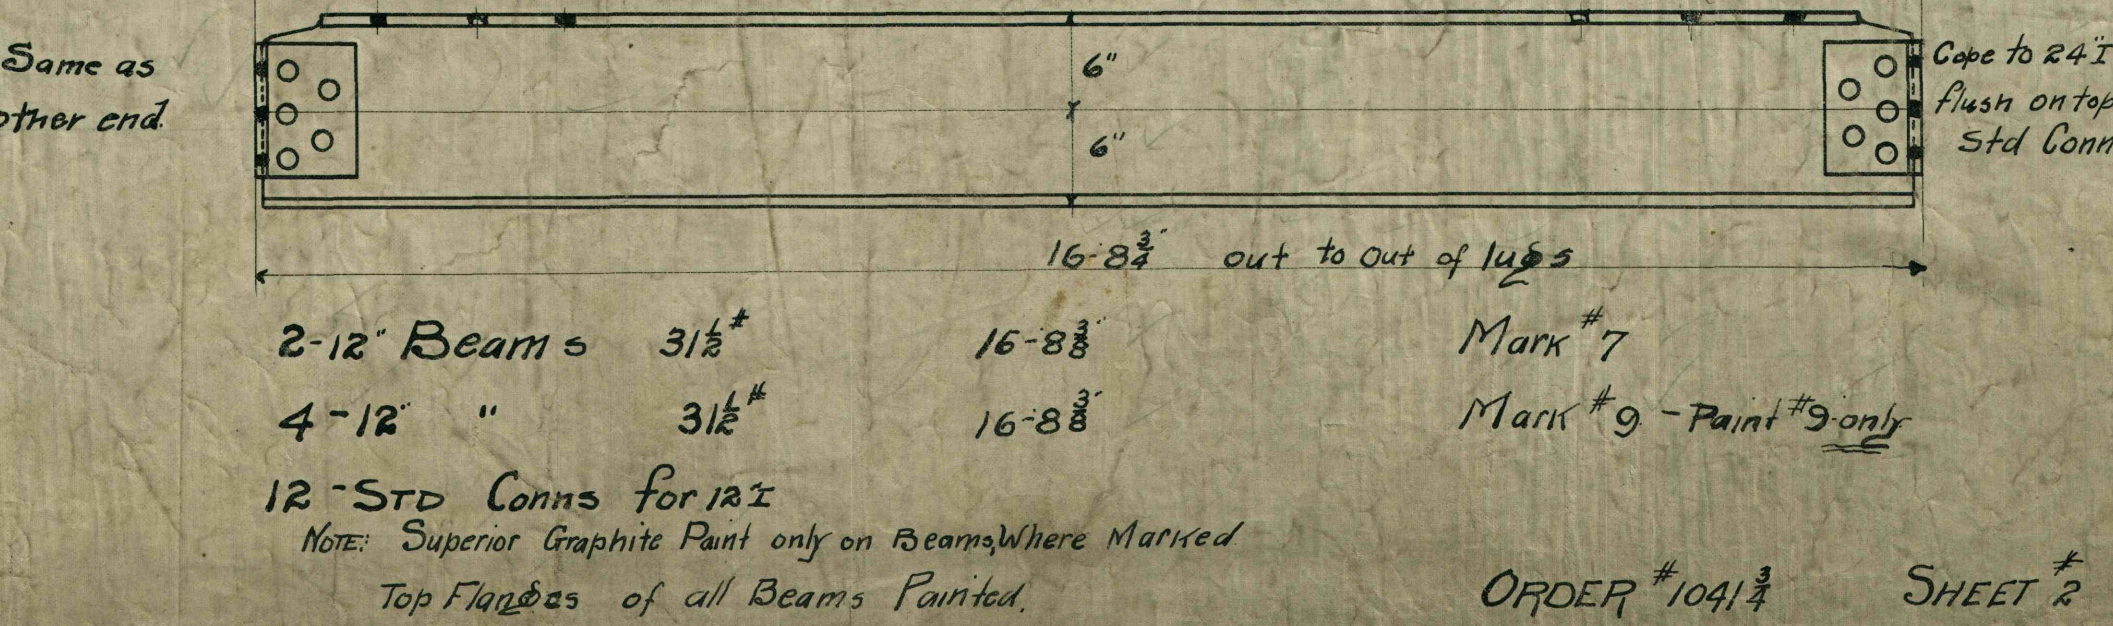 Same as
other end.
6"
6"
Cope to 24"I
flush on top
Std Conn
16-8¾" out to out of lugs
2-12" Beams 31½# 16-8⅜" Mark #7
4-12" " 31½# 16-8⅜" Mark #9 - Paint #9 only
12-STD Conns for 12"I
NOTE: Superior Graphite Paint only on Beams, Where Marked
Top Flanges of all Beams Painted.
ORDER #1041¾ SHEET #2